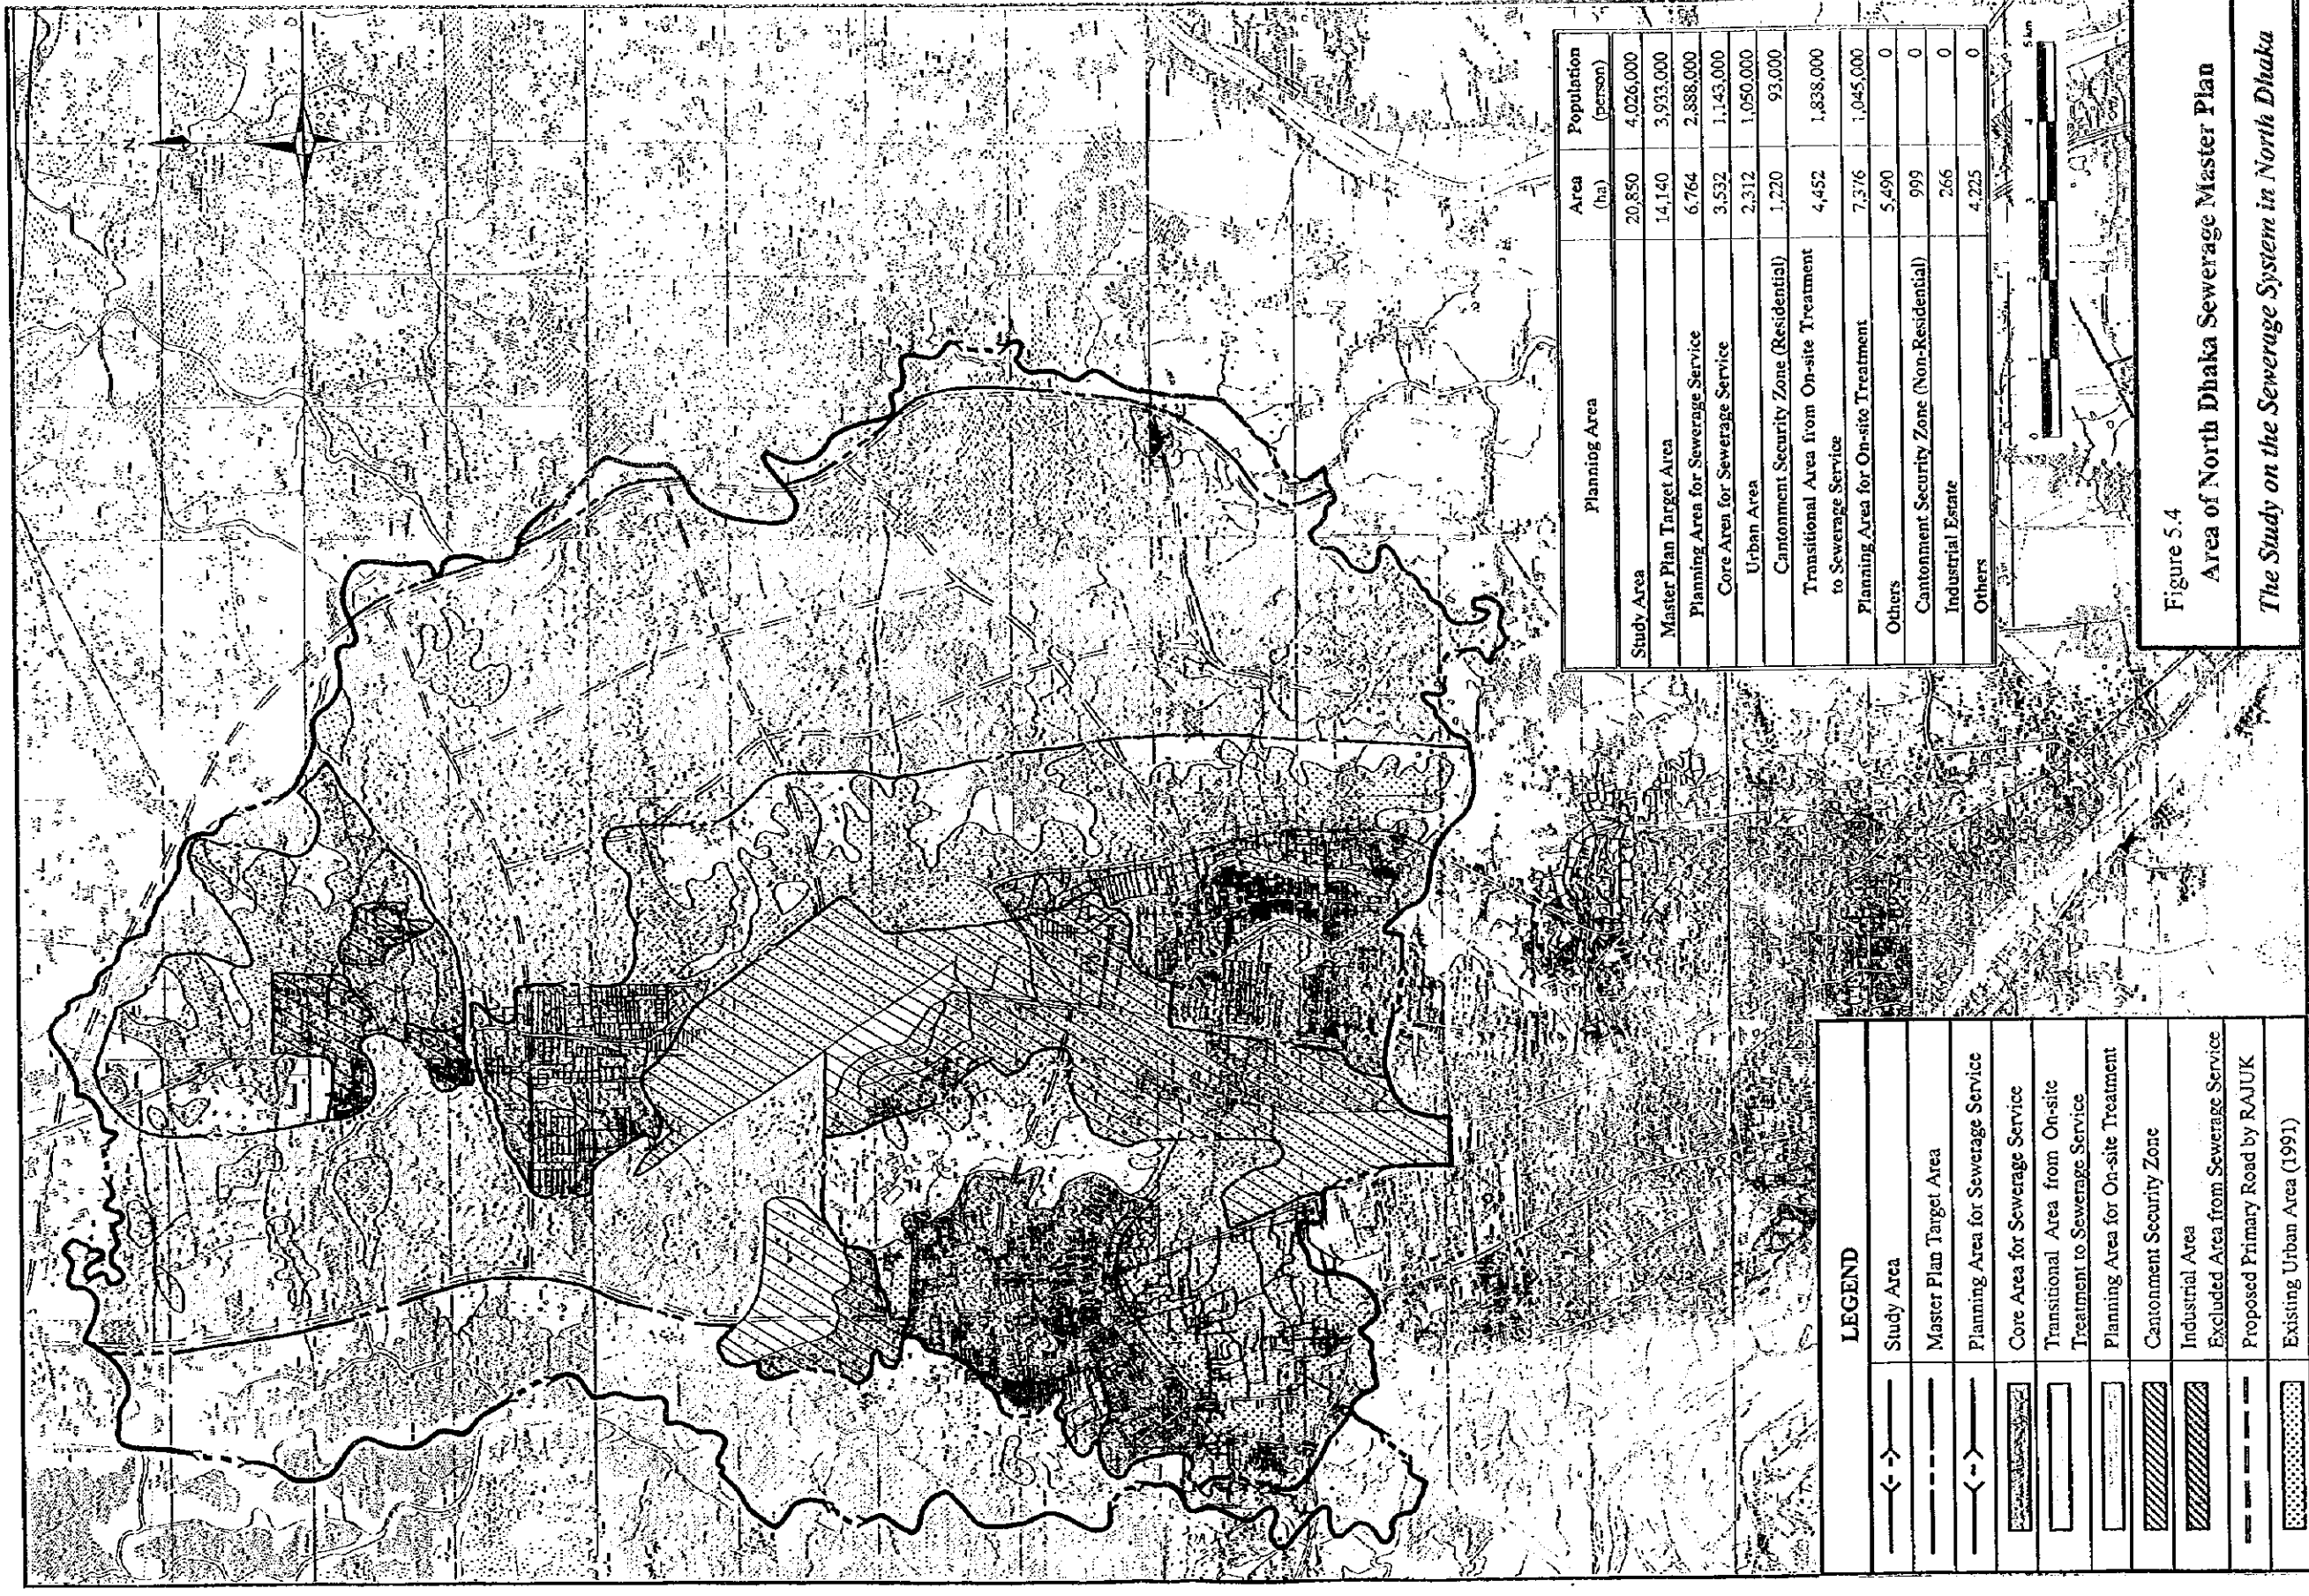 N
Planning Area Area (ha) Population (person)
Study Area 20,850 4,026,000
Master Plan Target Area 14,140 3,933,000
Planning Area for Sewerage Service 6,764 2,888,000
Core Area for Sewerage Service 3,532 1,143,000
Urban Area 2,312 1,050,000
Cantonment Security Zone (Residential) 1,220 93,000
Transitional Area from On-site Treatment
to Sewerage Service 4,452 1,838,000
Planning Area for On-site Treatment 7,376 1,045,000
Others 5,490 0
Cantonment Security Zone (Non-Residential) 999 0
Industrial Estate 266 0
Others 4,225 0
0 1 2 3 4 5 km
LEGEND
Study Area
Master Plan Target Area
Planning Area for Sewerage Service
Core Area for Sewerage Service
Transitional Area from On-site
Treatment to Sewerage Service
Planning Area for On-site Treatment
Cantonment Security Zone
Industrial Area
Excluded Area from Sewerage Service
Proposed Primary Road by RAJUK
Existing Urban Area (1991)
Figure 5.4
Area of North Dhaka Sewerage Master Plan
The Study on the Sewerage System in North Dhaka